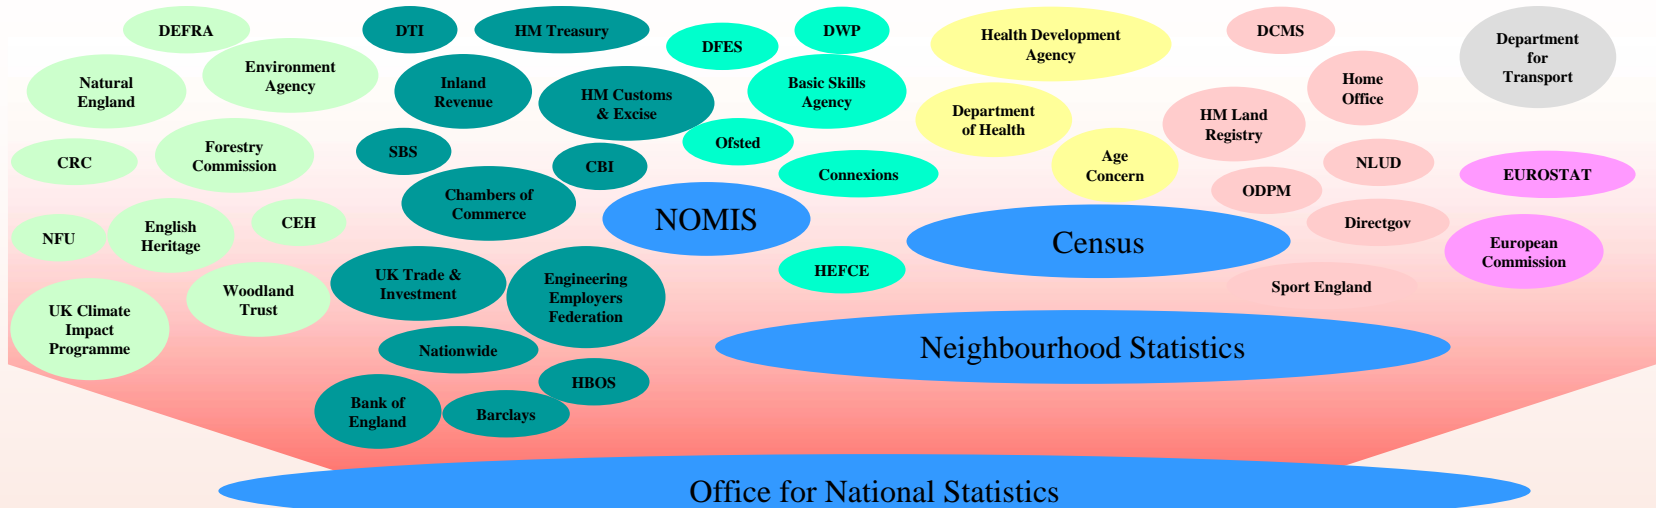 DEFRA
DTI
HM Treasury
DFES
DWP
Health Development
Agency
DCMS
Department
for
Transport
Natural
England
Environment
Agency
Inland
Revenue
HM Customs
& Excise
Basic Skills
Agency
Department
of Health
Home
Office
HM Land
Registry
CRC
Forestry
Commission
SBS
CBI
Ofsted
Connexions
Age
Concern
NLUD
ODPM
EUROSTAT
NFU
English
Heritage
CEH
Chambers of
Commerce
NOMIS
Census
Directgov
European
Commission
UK Climate
Impact
Programme
Woodland
Trust
UK Trade &
Investment
Engineering
Employers
Federation
HEFCE
Sport England
Nationwide
Neighbourhood Statistics
HBOS
Bank of
England
Barclays
Office for National Statistics